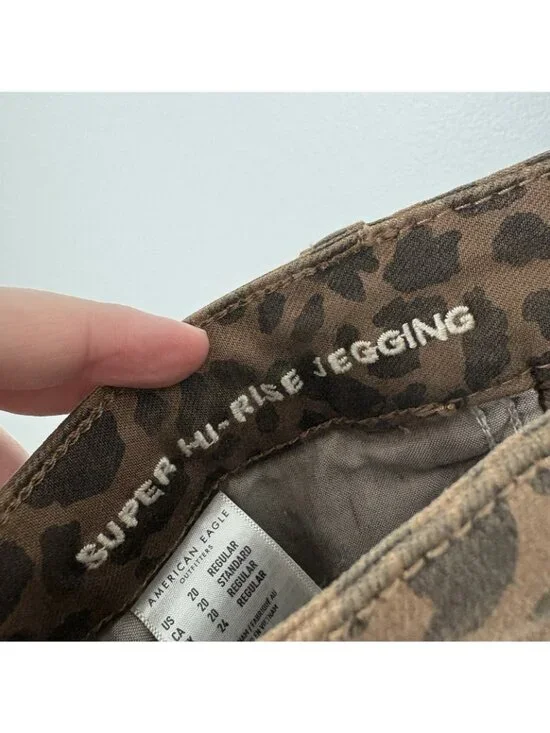 SUPER HI-RISE JEGGING
AMERICAN EAGLE
OUTFITTERS
US 20 REGULAR
CA 20 STANDARD
20 REGULAR
24 REGULAR